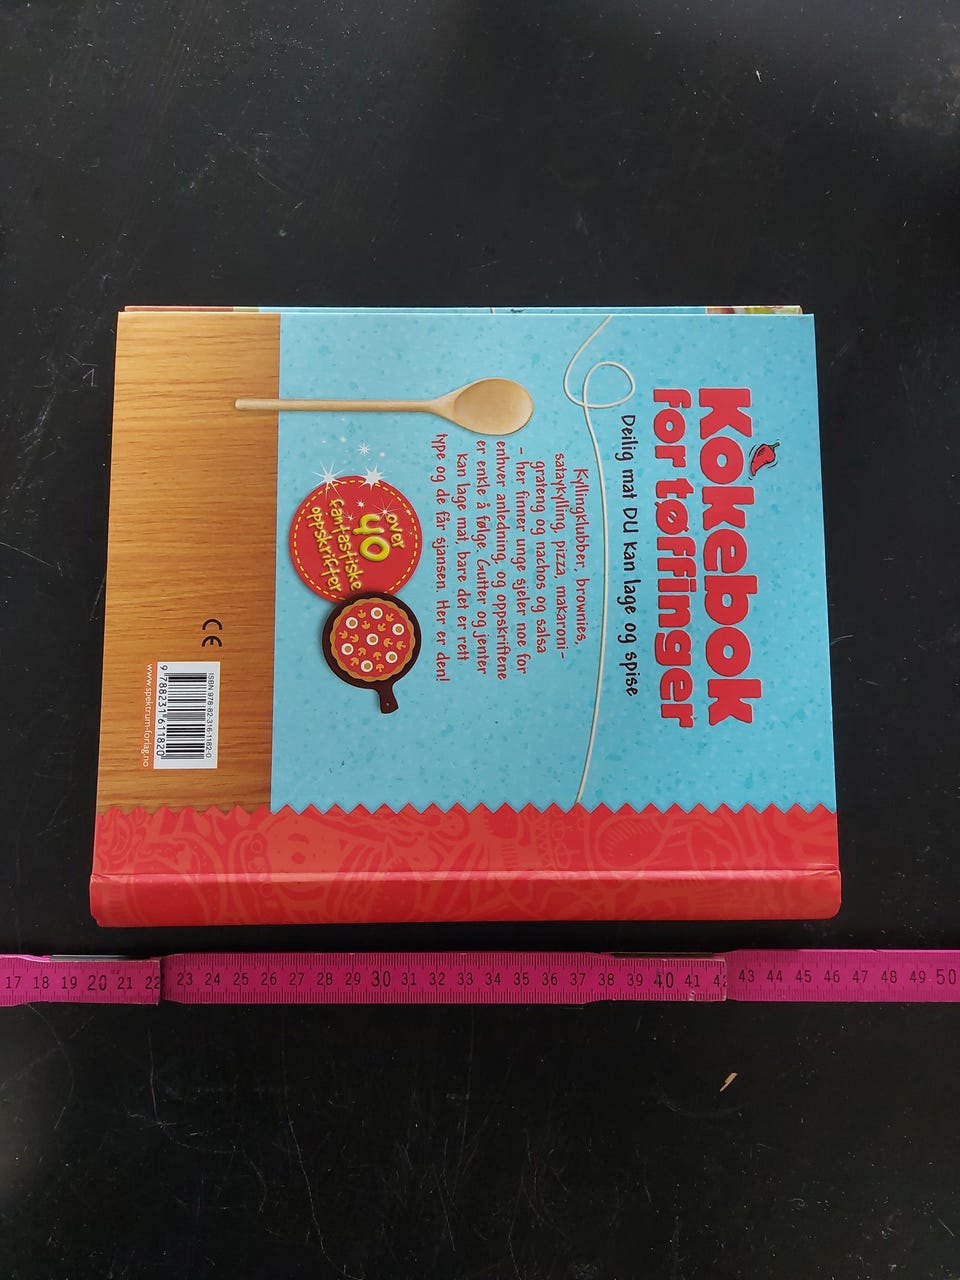 Kokebok
for tøffinger
Deilig mat DU kan lage og spise
Kyllingklubber, brownies,
sataykylling, pizza, makaroni-
grateng og nachos og salsa
- her finner unge sjeler noe for
enhver anledning, og oppskriftene
er enkle å følge. Gutter og jenter
kan lage mat, bare det er rett
type og de får sjansen. Her er den!
over
40
fantastiske
oppskrifter
CE
ISBN 978-82-316-1182-0
9 788231 611820
www.spektrum-forlag.no
17 18 19 20 21 22 23 24 25 26 27 28 29 30 31 32 33 34 35 36 37 38 39 40 41 42 43 44 45 46 47 48 49 50